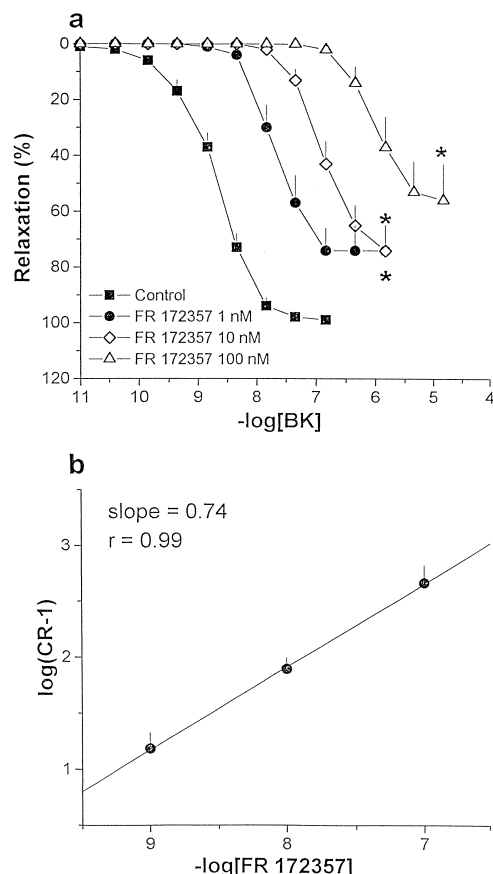 a
0
20
40
60
80
100
120
Relaxation (%)
*
*
*
Control
FR 172357 1 nM
FR 172357 10 nM
FR 172357 100 nM
11 10 9 8 7 6 5 4
-log[BK]
b
slope = 0.74
r = 0.99
3
2
1
log(CR-1)
9 8 7
-log[FR 172357]